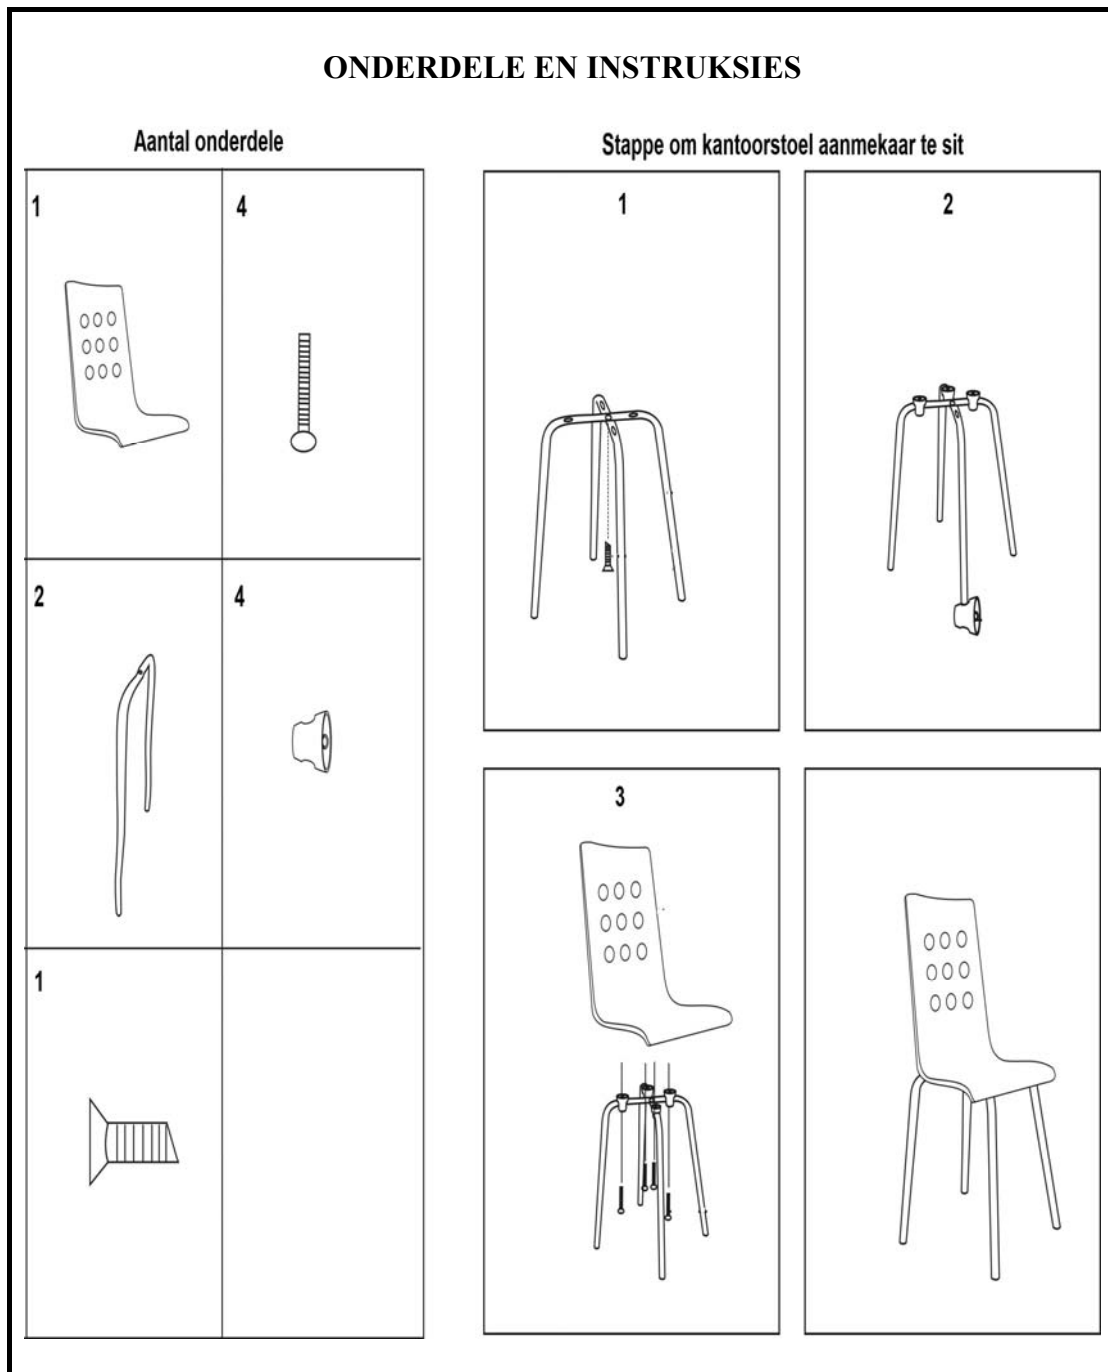 ONDERDELE EN INSTRUKSIES
Aantal onderdele
1
4
2
4
1
Stappe om kantoorstoel aanmekaar te sit
1
2
3